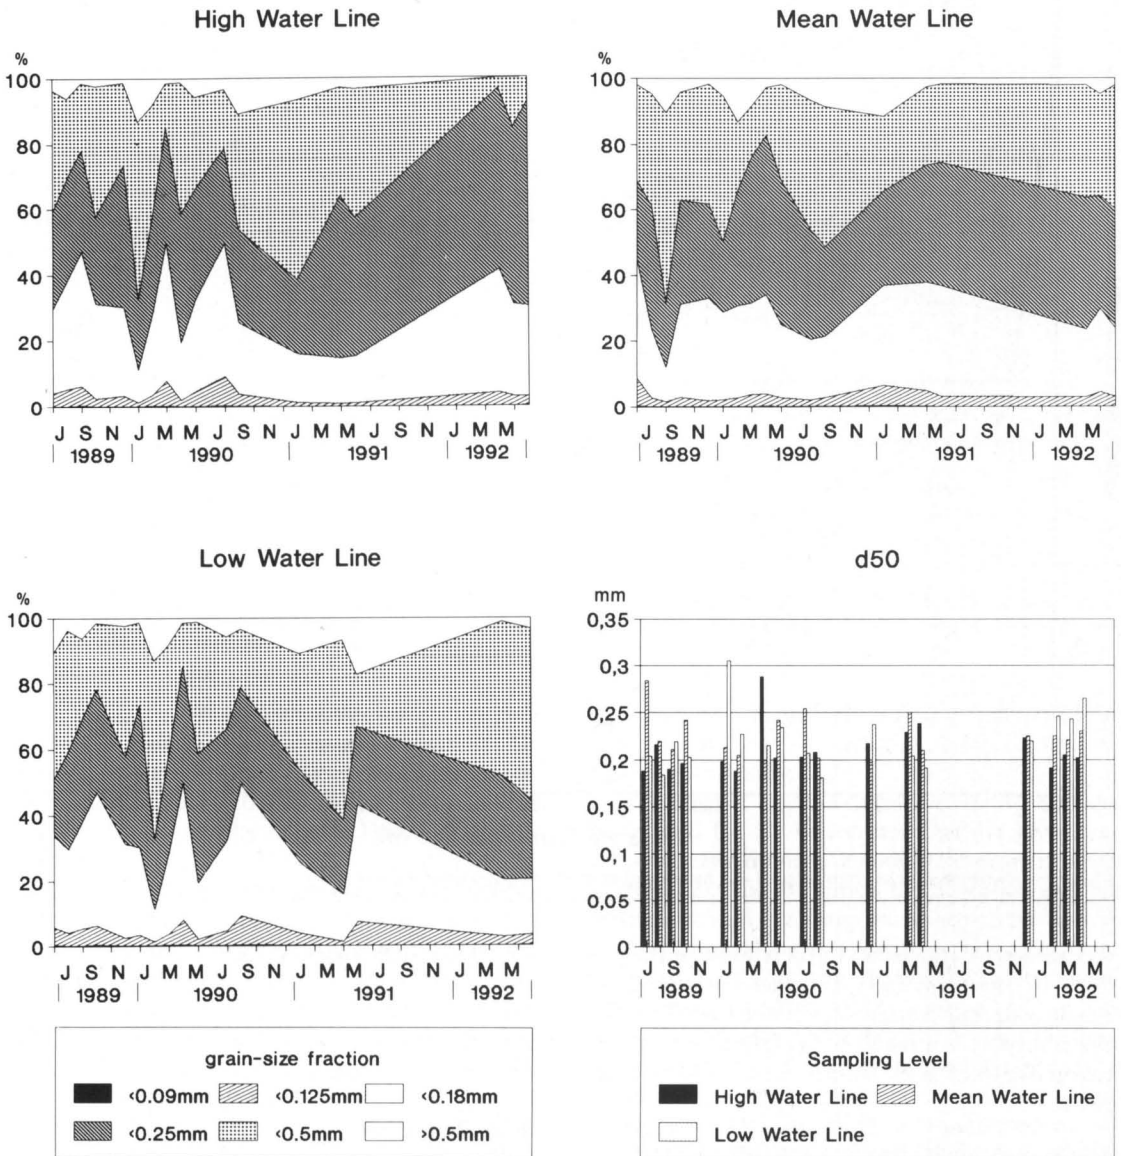 High Water Line
%
100
80
60
40
20
0
J S N J M M J S N J M M J S N J M M
1989 1990 1991 1992
Mean Water Line
%
100
80
60
40
20
0
J S N J M M J S N J M M J S N J M M
1989 1990 1991 1992
Low Water Line
%
100
80
60
40
20
0
J S N J M M J S N J M M J S N J M M
1989 1990 1991 1992
d50
mm
0,35
0,3
0,25
0,2
0,15
0,1
0,05
0
J S N J M M J S N J M M J S N J M M
1989 1990 1991 1992
grain-size fraction
<0.09mm <0.125mm <0.18mm
<0.25mm <0.5mm >0.5mm
Sampling Level
High Water Line Mean Water Line
Low Water Line